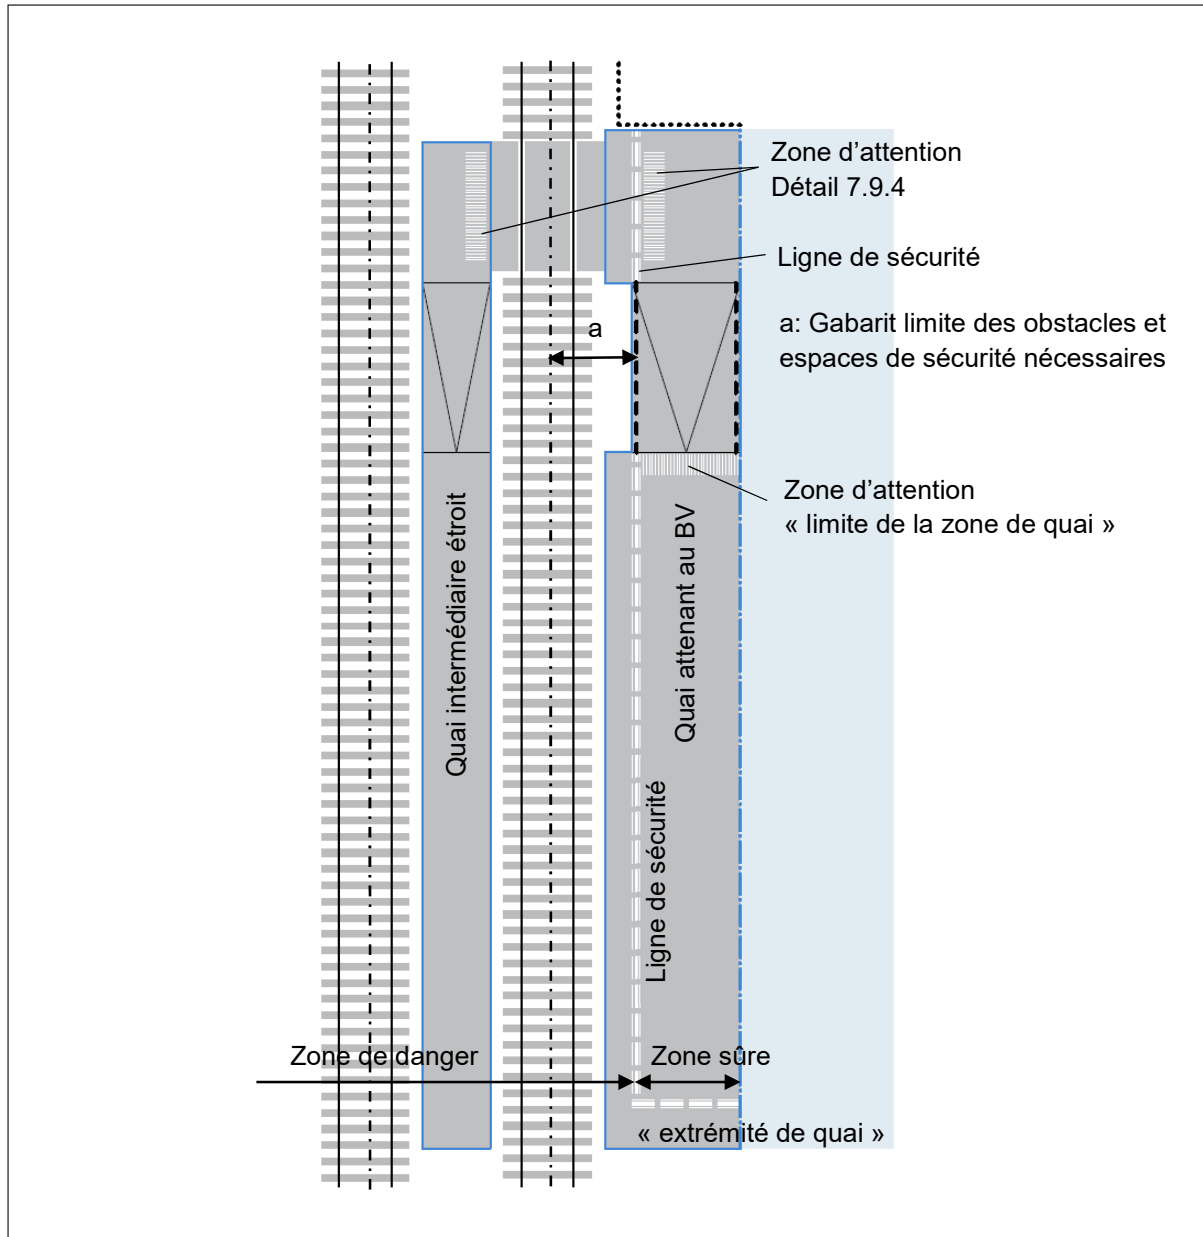 Zone d’attention
Détail 7.9.4
Ligne de sécurité
a
a: Gabarit limite des obstacles et
espaces de sécurité nécessaires
Zone d’attention
« limite de la zone de quai »
Quai intermédiaire étroit
Quai attenant au BV
Ligne de sécurité
Zone de danger
Zone sûre
« extrémité de quai »